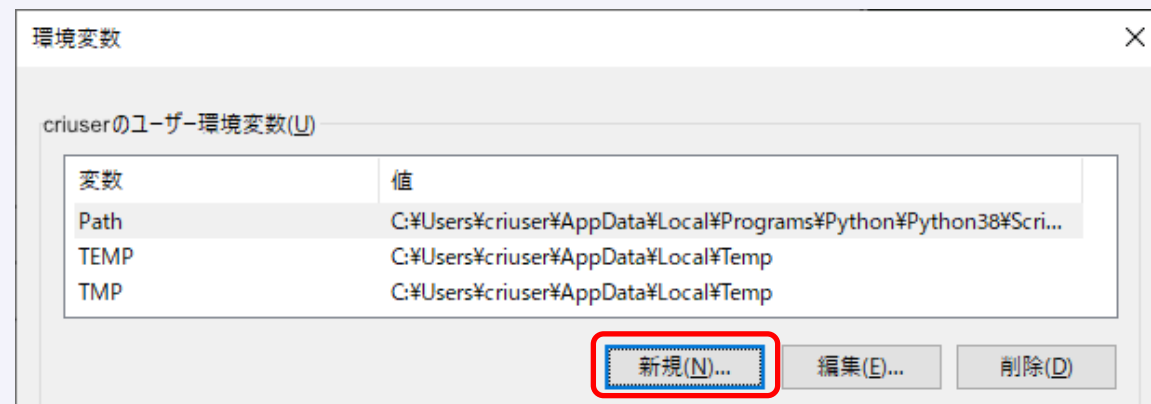 環境変数
criuserのユーザー環境変数(U)
変数 値
Path C:¥Users¥criuser¥AppData¥Local¥Programs¥Python¥Python38¥Scri...
TEMP C:¥Users¥criuser¥AppData¥Local¥Temp
TMP C:¥Users¥criuser¥AppData¥Local¥Temp
新規(N)... 編集(E)... 削除(D)